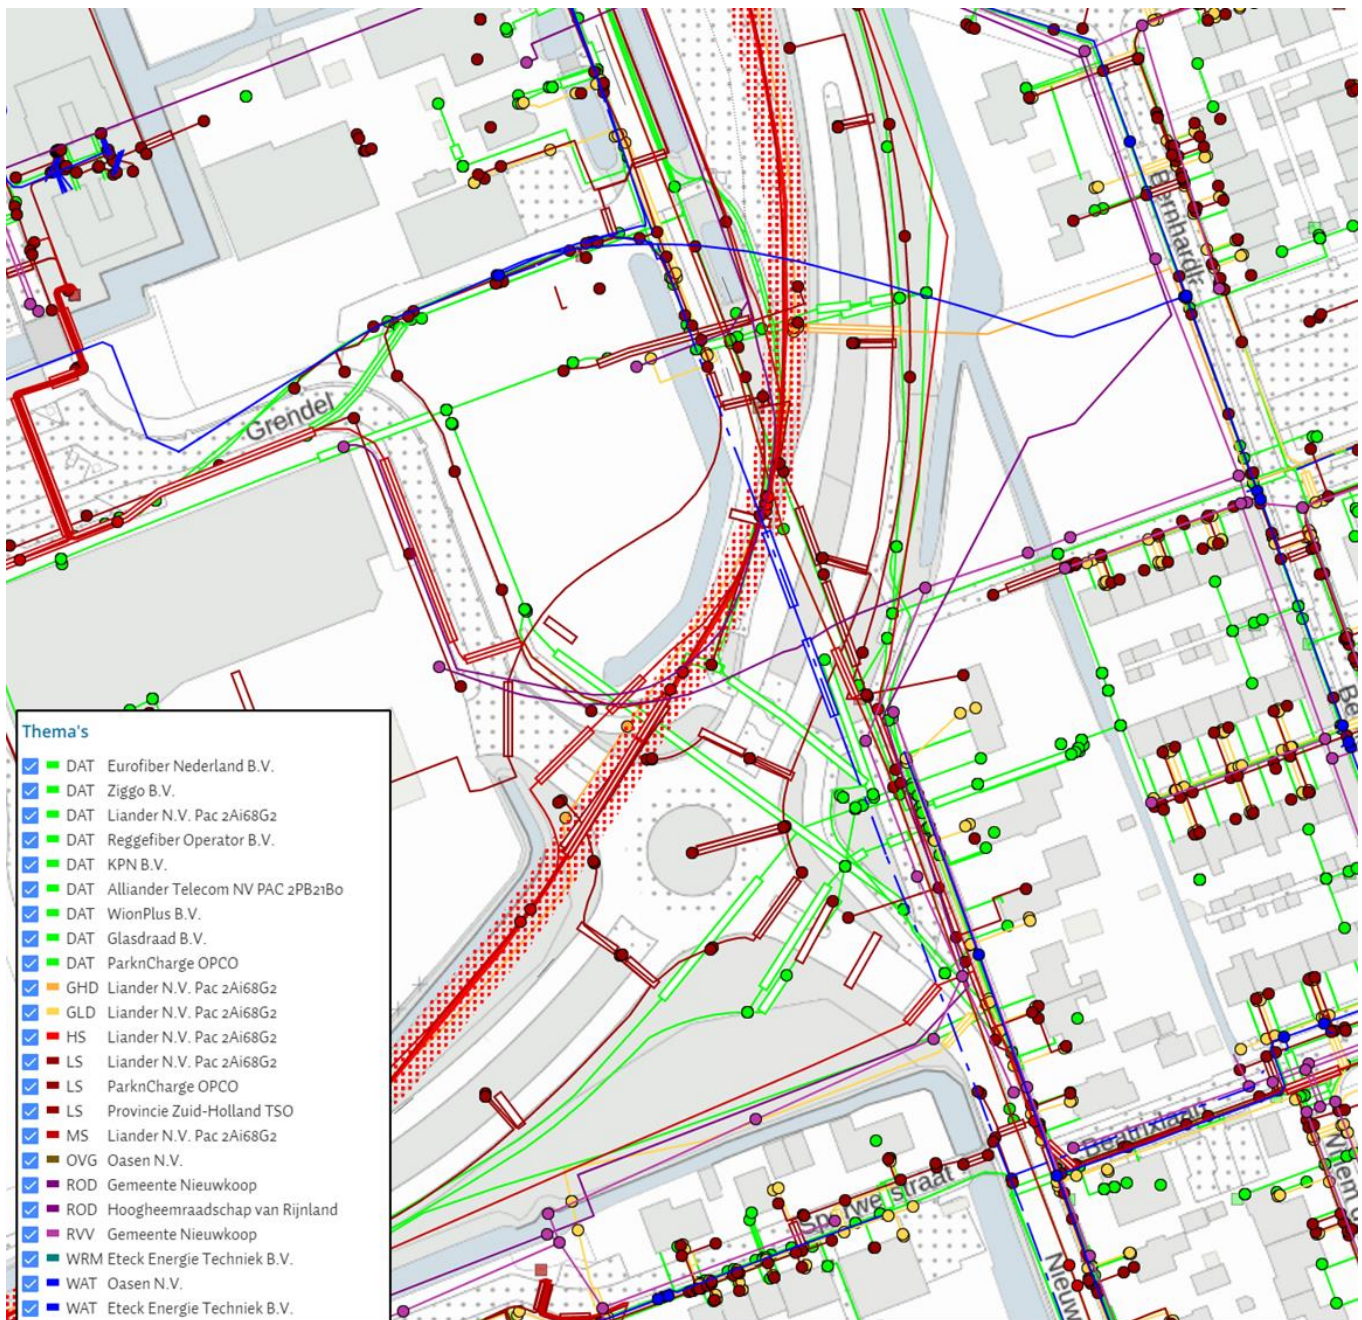 Bernhardlr
Grendel
Be
Thema's
DAT Eurofiber Nederland B.V.
DAT Ziggo B.V.
DAT Liander N.V. Pac 2Ai68G2
DAT Reggefiber Operator B.V.
DAT KPN B.V.
DAT Alliander Telecom NV PAC 2PB21B0
DAT WionPlus B.V.
DAT Glasdraad B.V.
DAT ParknCharge OPCO
GHD Liander N.V. Pac 2Ai68G2
GLD Liander N.V. Pac 2Ai68G2
HS Liander N.V. Pac 2Ai68G2
LS Liander N.V. Pac 2Ai68G2
LS ParknCharge OPCO
LS Provincie Zuid-Holland TSO
MS Liander N.V. Pac 2Ai68G2
OVG Oasen N.V.
ROD Gemeente Nieuwkoop
ROD Hoogheemraadschap van Rijnland
RVV Gemeente Nieuwkoop
WRM Eteck Energie Techniek B.V.
WAT Oasen N.V.
WAT Eteck Energie Techniek B.V.
Beatrixlaan
straat
Nieuw